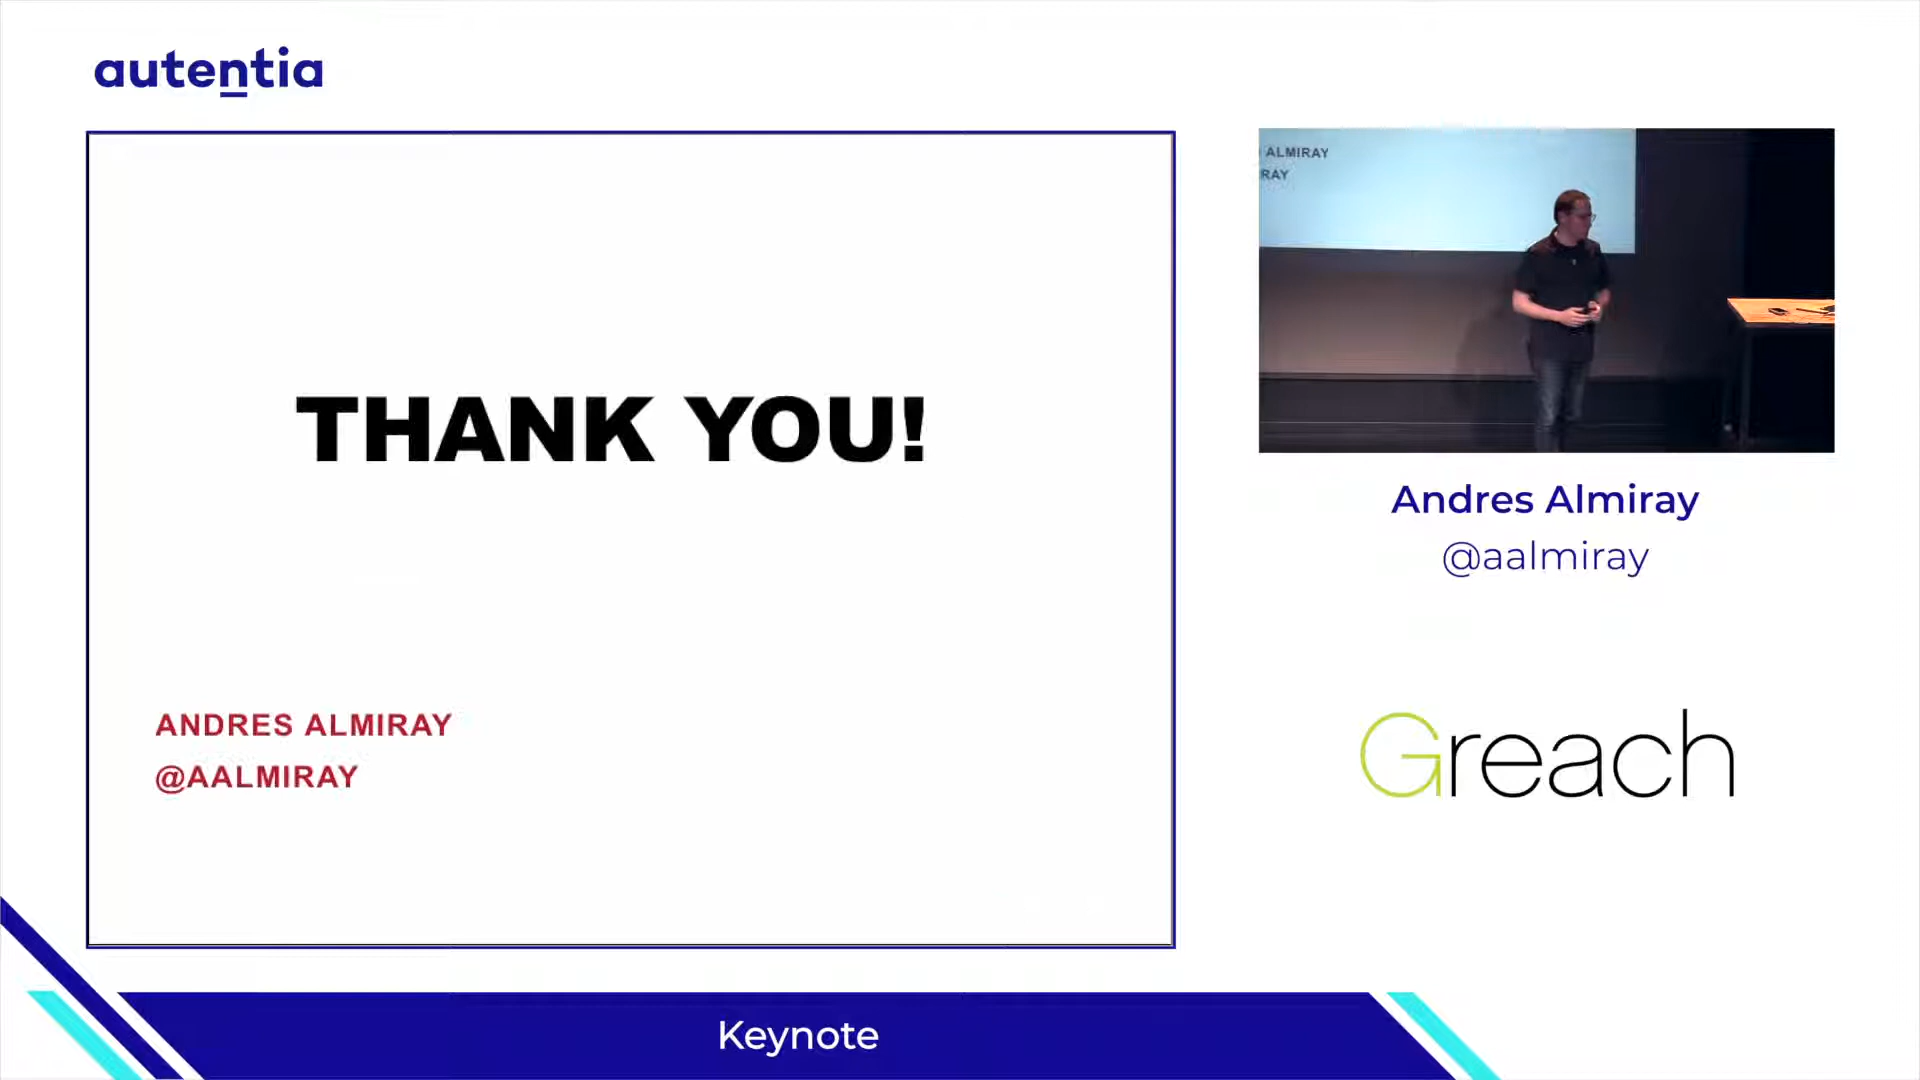 autentia
THANK YOU!
ANDRES ALMIRAY
@AALMIRAY
ALMIRAY
RAY
Andres Almiray
@aalmiray
Greach
Keynote